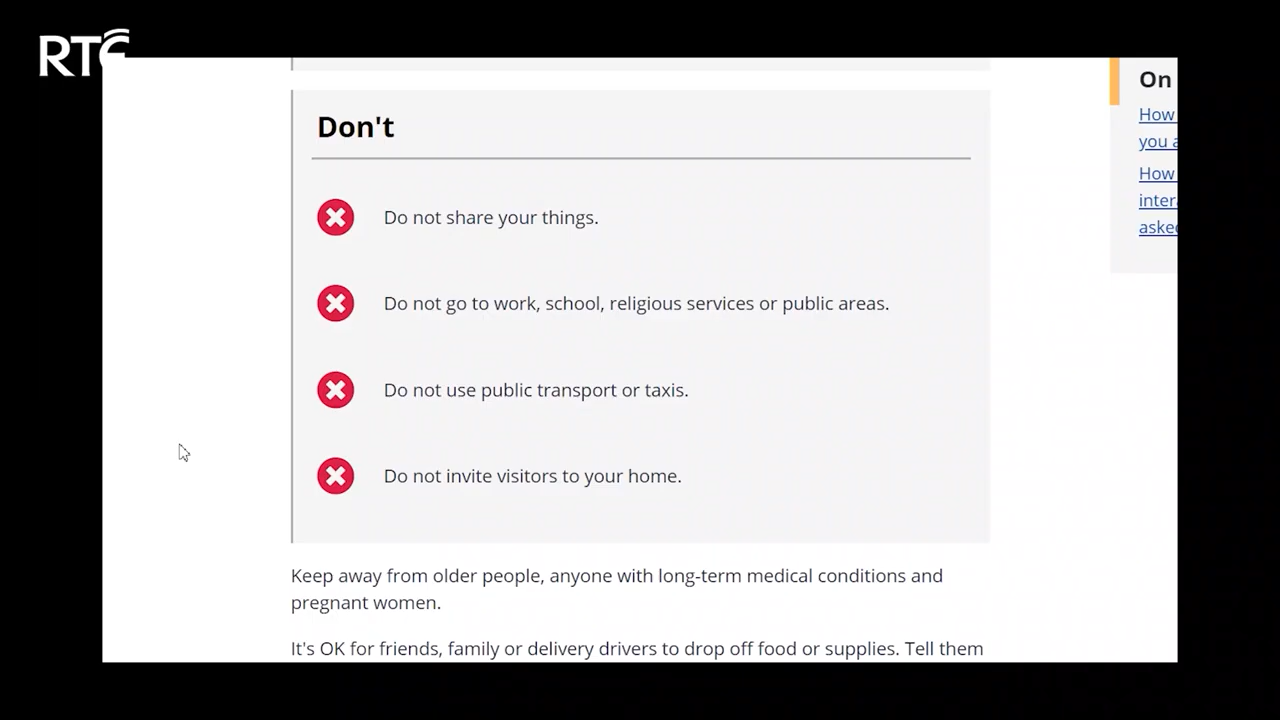 RTÉ
Don't
Do not share your things.
Do not go to work, school, religious services or public areas.
Do not use public transport or taxis.
Do not invite visitors to your home.
Keep away from older people, anyone with long-term medical conditions and
pregnant women.
It's OK for friends, family or delivery drivers to drop off food or supplies. Tell them
On
How
you a
How
inter
asked